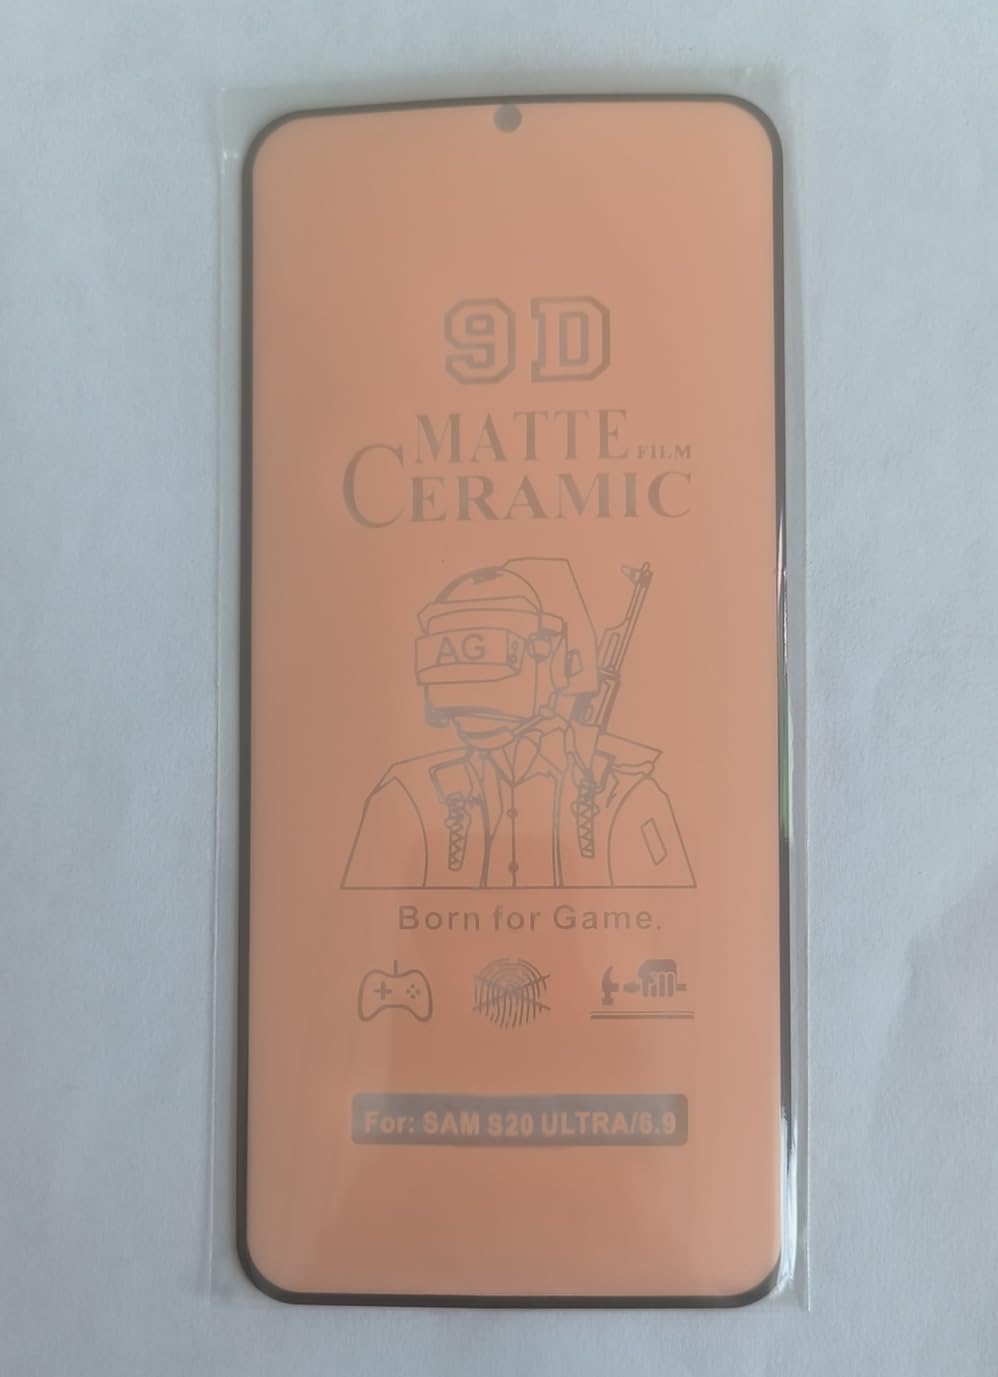 9D
MATTE FILM
CERAMIC
AG
Born for Game.
For: SAM S20 ULTRA/6.9